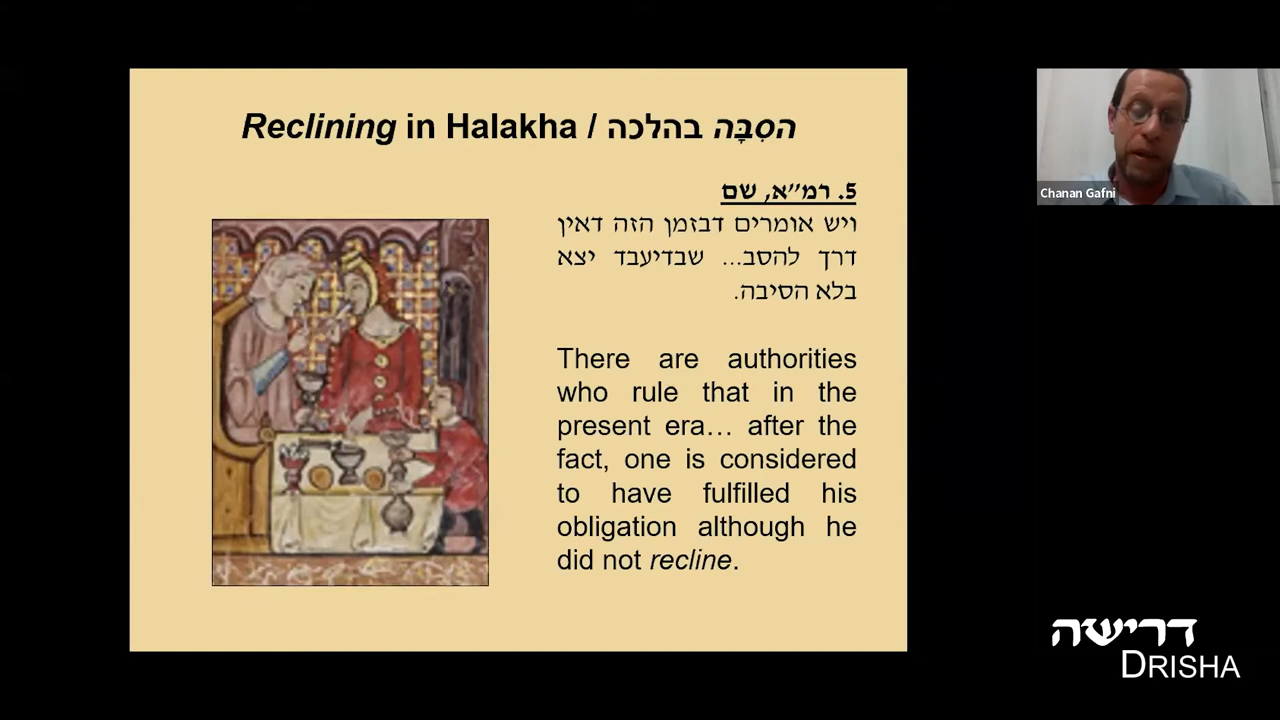 Reclining in Halakha / הסִבָּה בהלכה
5. רמ״א, שם
ויש אומרים דבזמן הזה דאין
דרך להסב... שבדיעבד יצא
בלא הסיבה.
There are authorities
who rule that in the
present era… after the
fact, one is considered
to have fulfilled his
obligation although he
did not recline.
Chanan Gafni
דרישה
DRISHA